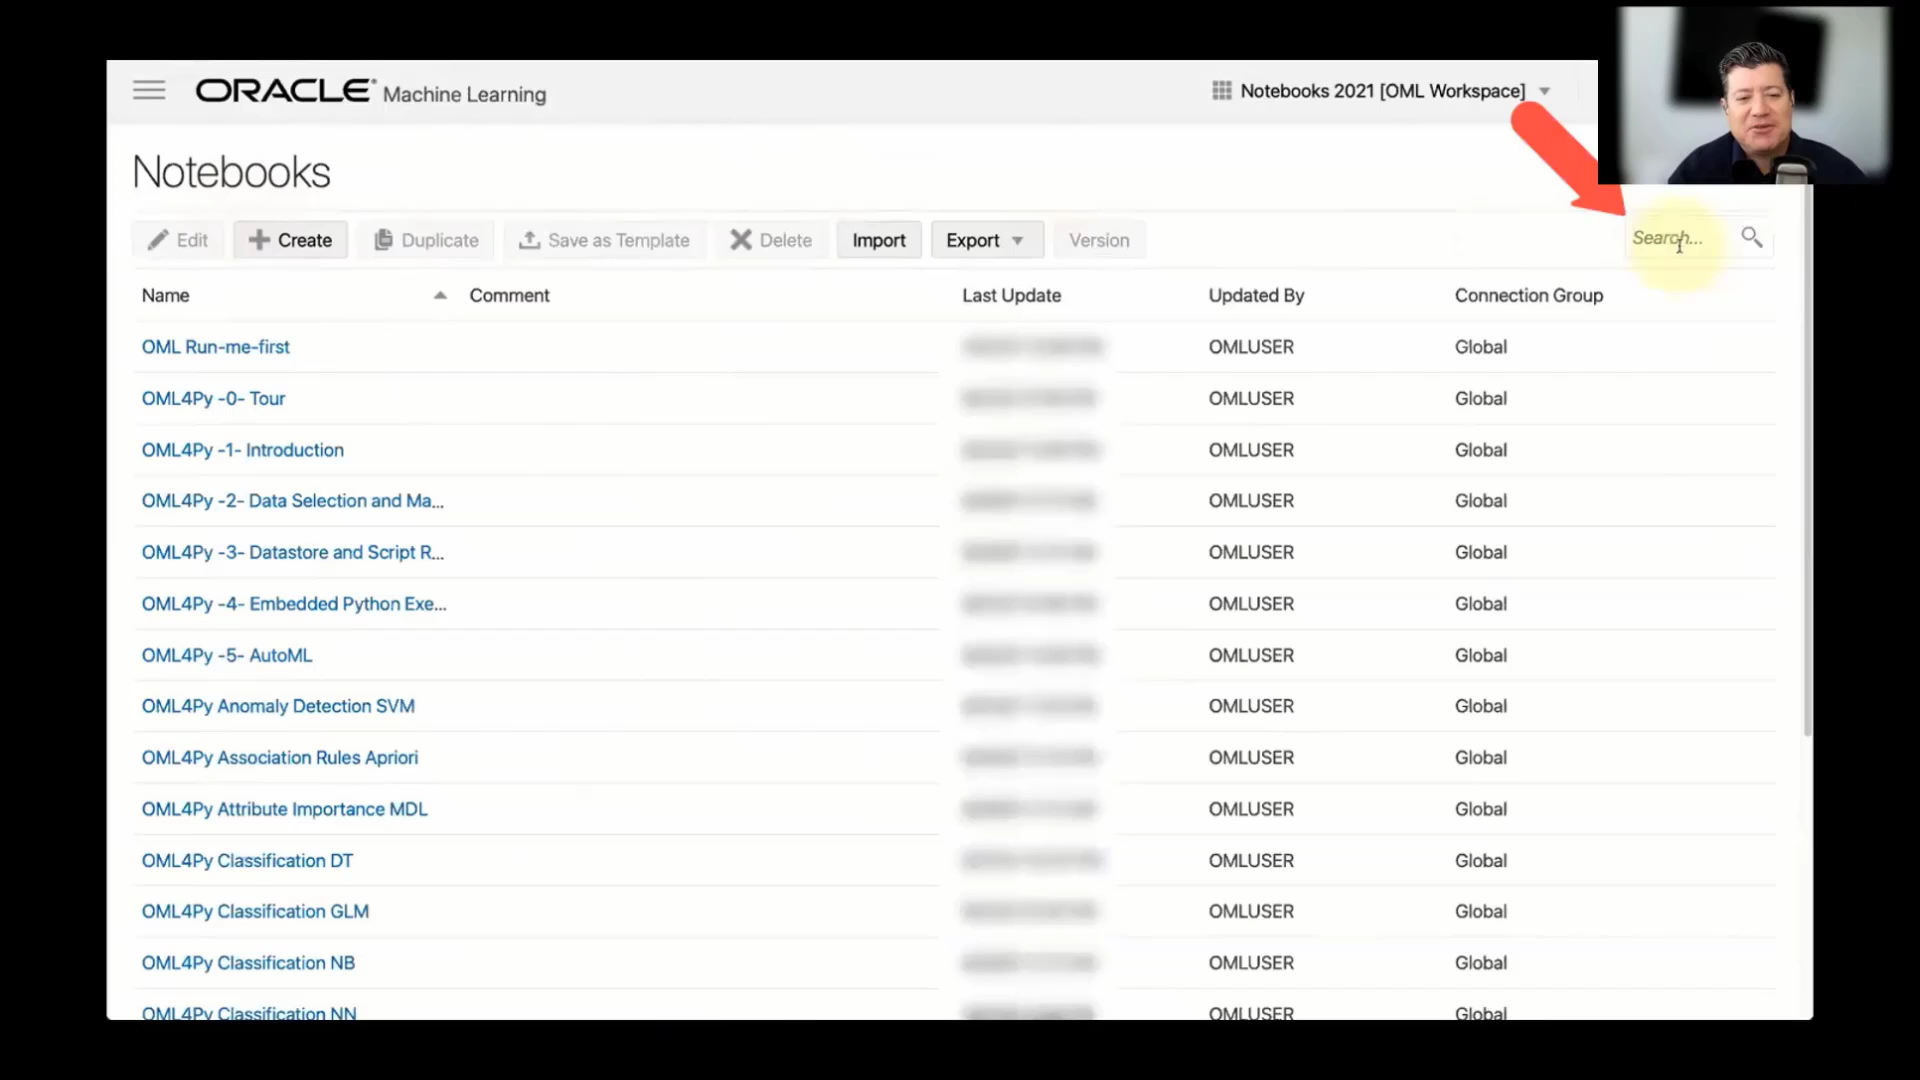 ORACLE Machine Learning
Notebooks 2021 [OML Workspace]
Notebooks
Edit Create Duplicate Save as Template Delete Import Export Version Search...
Name Comment Last Update Updated By Connection Group
OML Run-me-first OMLUSER Global
OML4Py -0- Tour OMLUSER Global
OML4Py -1- Introduction OMLUSER Global
OML4Py -2- Data Selection and Ma... OMLUSER Global
OML4Py -3- Datastore and Script R... OMLUSER Global
OML4Py -4- Embedded Python Exe... OMLUSER Global
OML4Py -5- AutoML OMLUSER Global
OML4Py Anomaly Detection SVM OMLUSER Global
OML4Py Association Rules Apriori OMLUSER Global
OML4Py Attribute Importance MDL OMLUSER Global
OML4Py Classification DT OMLUSER Global
OML4Py Classification GLM OMLUSER Global
OML4Py Classification NB OMLUSER Global
OML4Py Classification NN OMLUSER Global